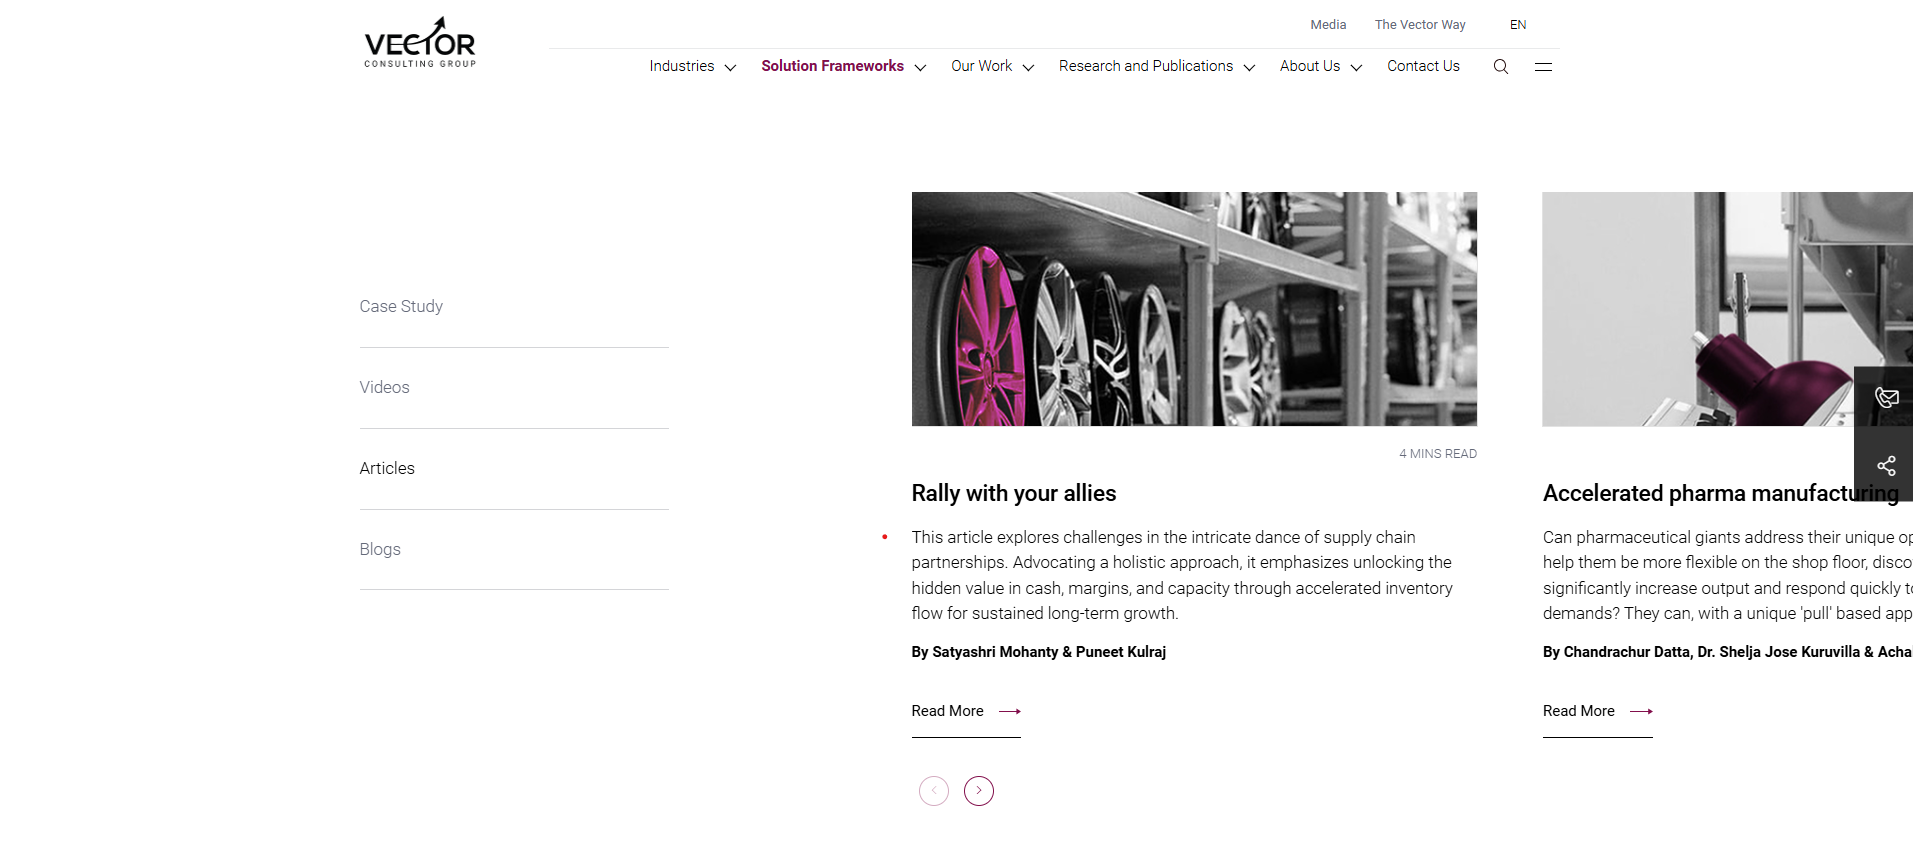 VECTOR
CONSULTING GROUP
Media The Vector Way EN
Industries Solution Frameworks Our Work Research and Publications About Us Contact Us
Case Study
Videos
Articles
Blogs
4 MINS READ
Rally with your allies
This article explores challenges in the intricate dance of supply chain
partnerships. Advocating a holistic approach, it emphasizes unlocking the
hidden value in cash, margins, and capacity through accelerated inventory
flow for sustained long-term growth.
By Satyashri Mohanty & Puneet Kulraj
Read More
Accelerated pharma manufacturing
Can pharmaceutical giants address their unique op
help them be more flexible on the shop floor, disco
significantly increase output and respond quickly to
demands? They can, with a unique 'pull' based app
By Chandrachur Datta, Dr. Shelja Jose Kuruvilla & Acha
Read More